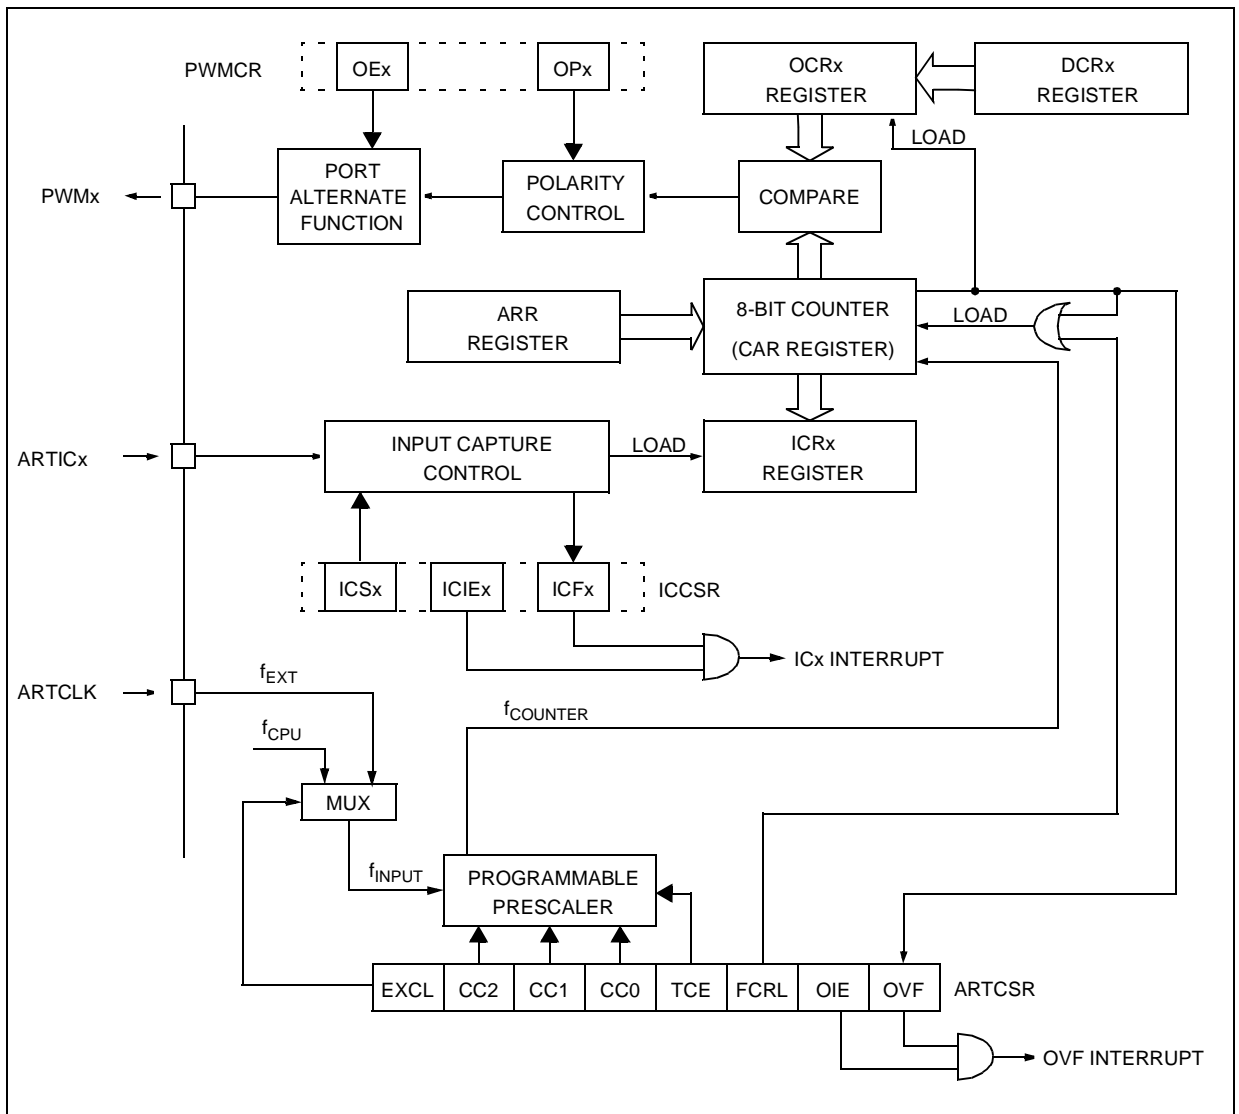 PWMCR
OEx
OPx
OCRx
REGISTER
DCRx
REGISTER
LOAD
PWMx
PORT
ALTERNATE
FUNCTION
POLARITY
CONTROL
COMPARE
ARR
REGISTER
8-BIT COUNTER
(CAR REGISTER)
LOAD
ARTICx
INPUT CAPTURE
CONTROL
LOAD
ICRx
REGISTER
ICSx
ICIEx
ICFx
ICCSR
ICx INTERRUPT
ARTCLK
fEXT
fCPU
fCOUNTER
MUX
fINPUT
PROGRAMMABLE
PRESCALER
EXCL
CC2
CC1
CC0
TCE
FCRL
OIE
OVF
ARTCSR
OVF INTERRUPT